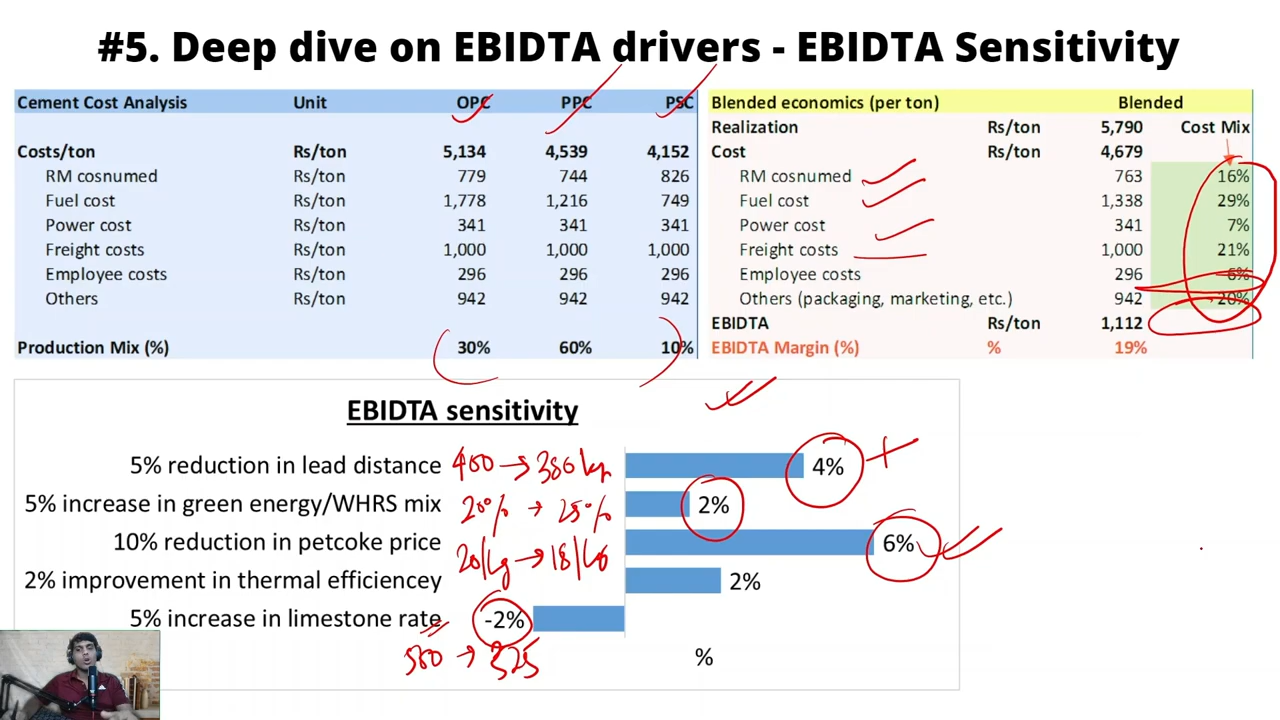 #5. Deep dive on EBIDTA drivers - EBIDTA Sensitivity
Cement Cost Analysis Unit OPC PPC PSC
Costs/ton Rs/ton 5,134 4,539 4,152
RM cosnumed Rs/ton 779 744 826
Fuel cost Rs/ton 1,778 1,216 749
Power cost Rs/ton 341 341 341
Freight costs Rs/ton 1,000 1,000 1,000
Employee costs Rs/ton 296 296 296
Others Rs/ton 942 942 942
Production Mix (%) 30% 60% 10%
Blended economics (per ton) Blended
Realization Rs/ton 5,790 Cost Mix
Cost Rs/ton 4,679
RM cosnumed 763 16%
Fuel cost 1,338 29%
Power cost 341 7%
Freight costs 1,000 21%
Employee costs 296 6%
Others (packaging, marketing, etc.) 942 20%
EBIDTA Rs/ton 1,112
EBIDTA Margin (%) % 19%
EBIDTA sensitivity
5% reduction in lead distance 400 → 380 km 4% +
5% increase in green energy/WHRS mix 20% → 25% 2%
10% reduction in petcoke price 20/kg → 18/kg 6%
2% improvement in thermal efficiencey 2%
5% increase in limestone rate -2%
→ 325
%